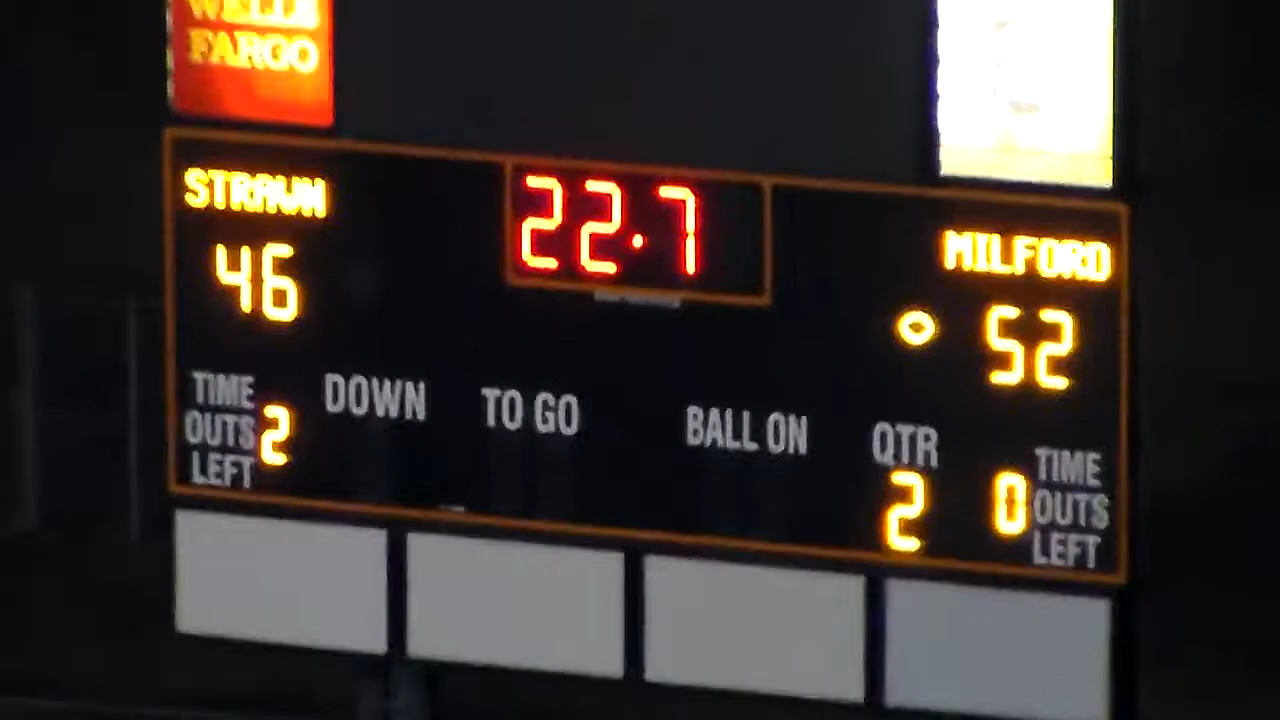 WELLS
FARGO
STRAWN
22.7
MILFORD
46
52
TIME
OUTS
LEFT
2
DOWN
TO GO
BALL ON
QTR
2
0
TIME
OUTS
LEFT